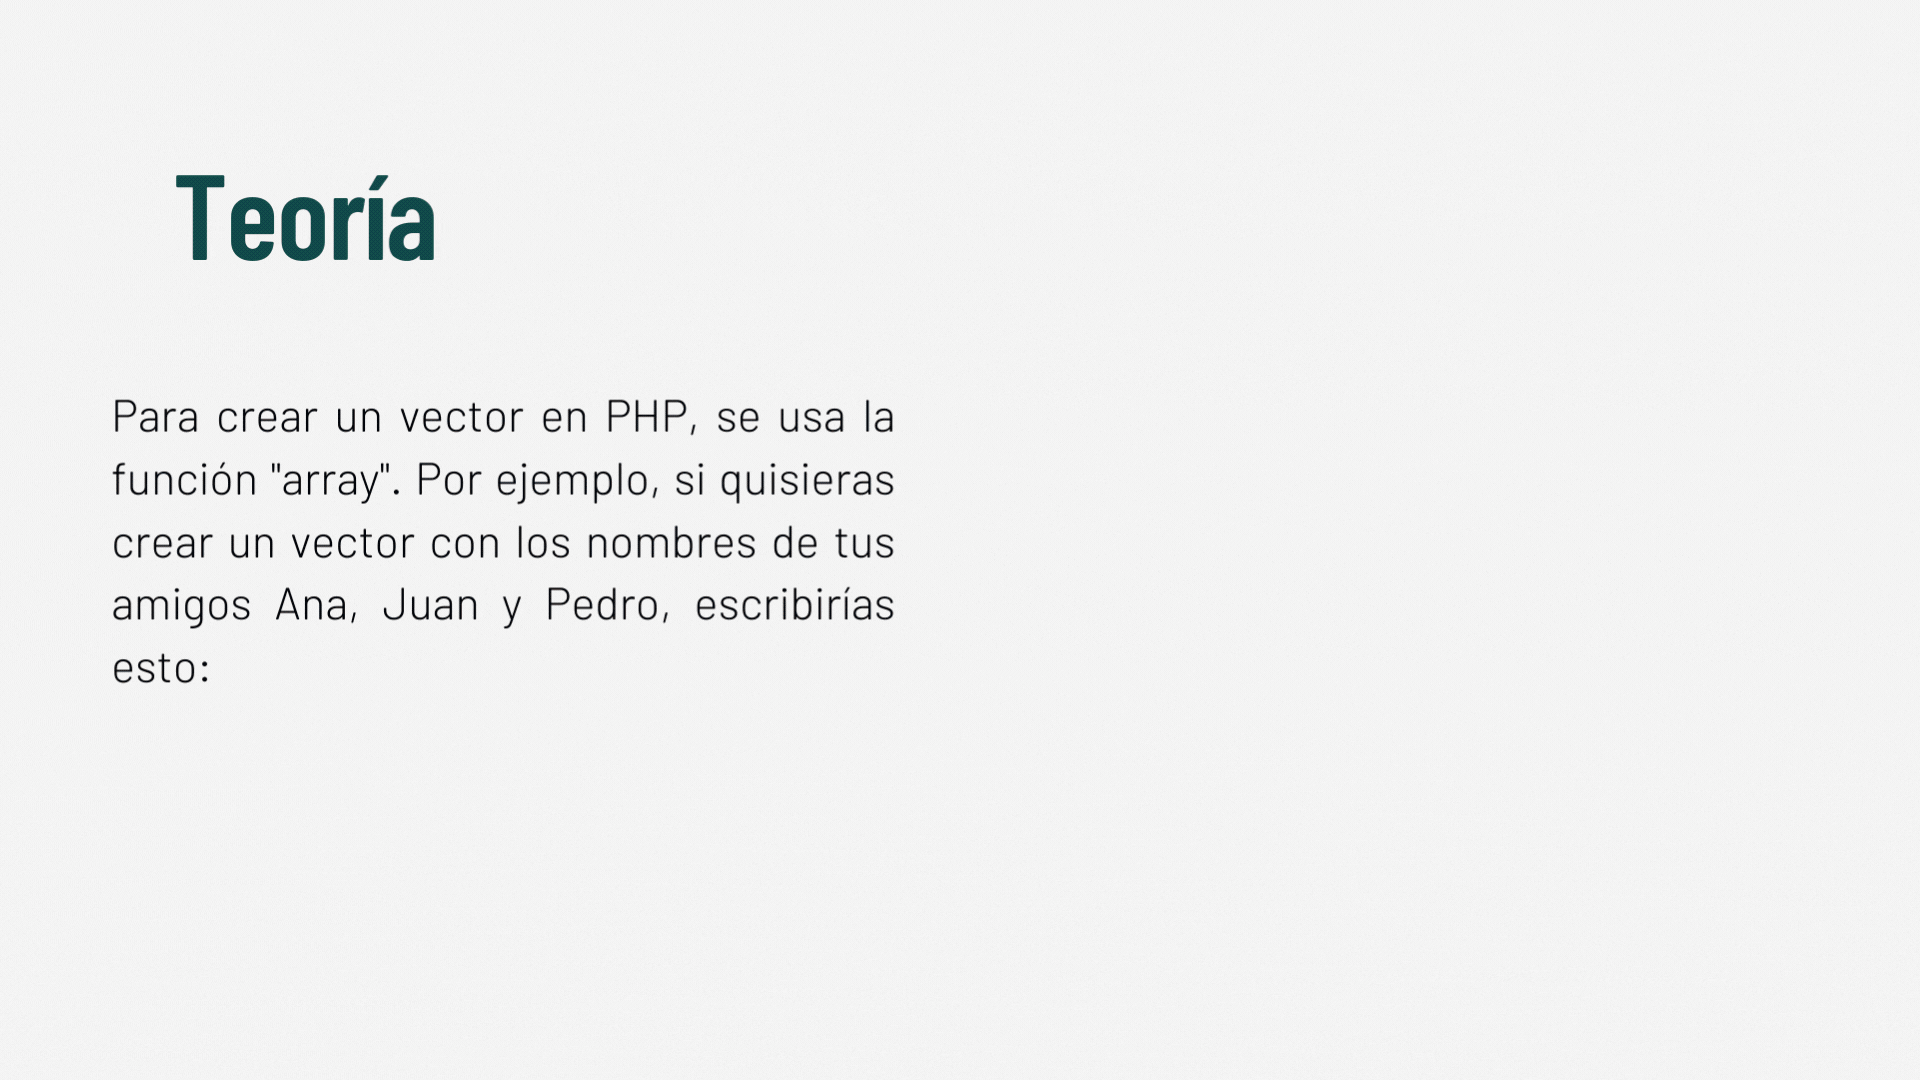 Teoría
Para crear un vector en PHP, se usa la
función "array". Por ejemplo, si quisieras
crear un vector con los nombres de tus
amigos Ana, Juan y Pedro, escribirías
esto: